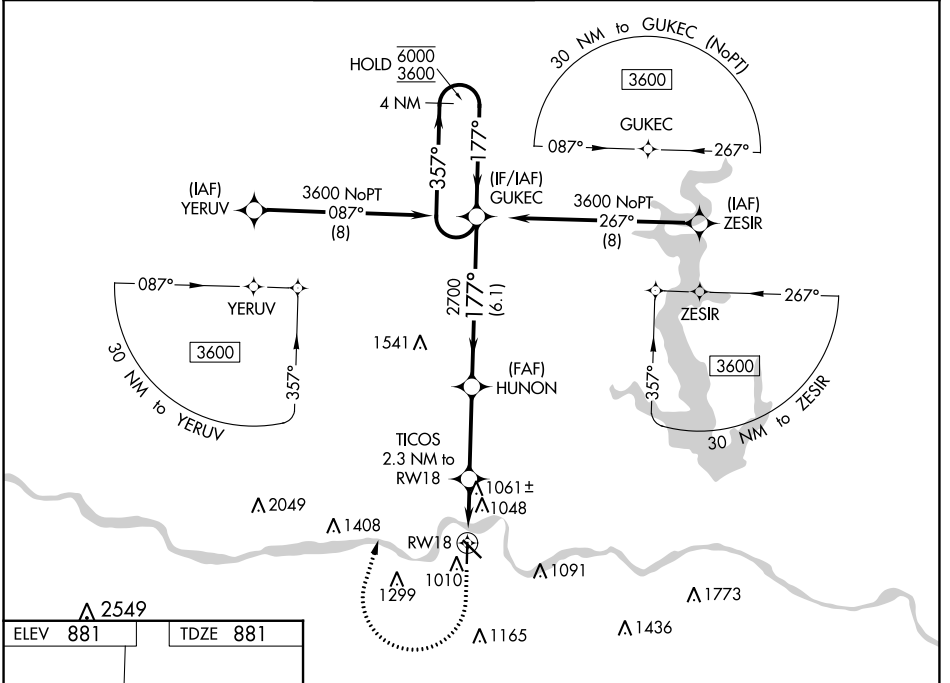 30 NM to GUKEC (NoPT)
3600
GUKEC
087°
267°
HOLD 6000
3600
4 NM
357°
177°
(IF/IAF)
GUKEC
(IAF)
YERUV
3600 NoPT
087°
(8)
3600 NoPT
267°
(8)
(IAF)
ZESIR
087°
YERUV
3600
357°
30 NM to YERUV
2700
177°
(6.1)
267°
ZESIR
3600
357°
30 NM to ZESIR
1541
(FAF)
HUNON
TICOS
2.3 NM to
RW18
1061±
1048
2049
1408
RW18
1010
1299
1091
1773
1165
1436
2549
ELEV 881
TDZE 881